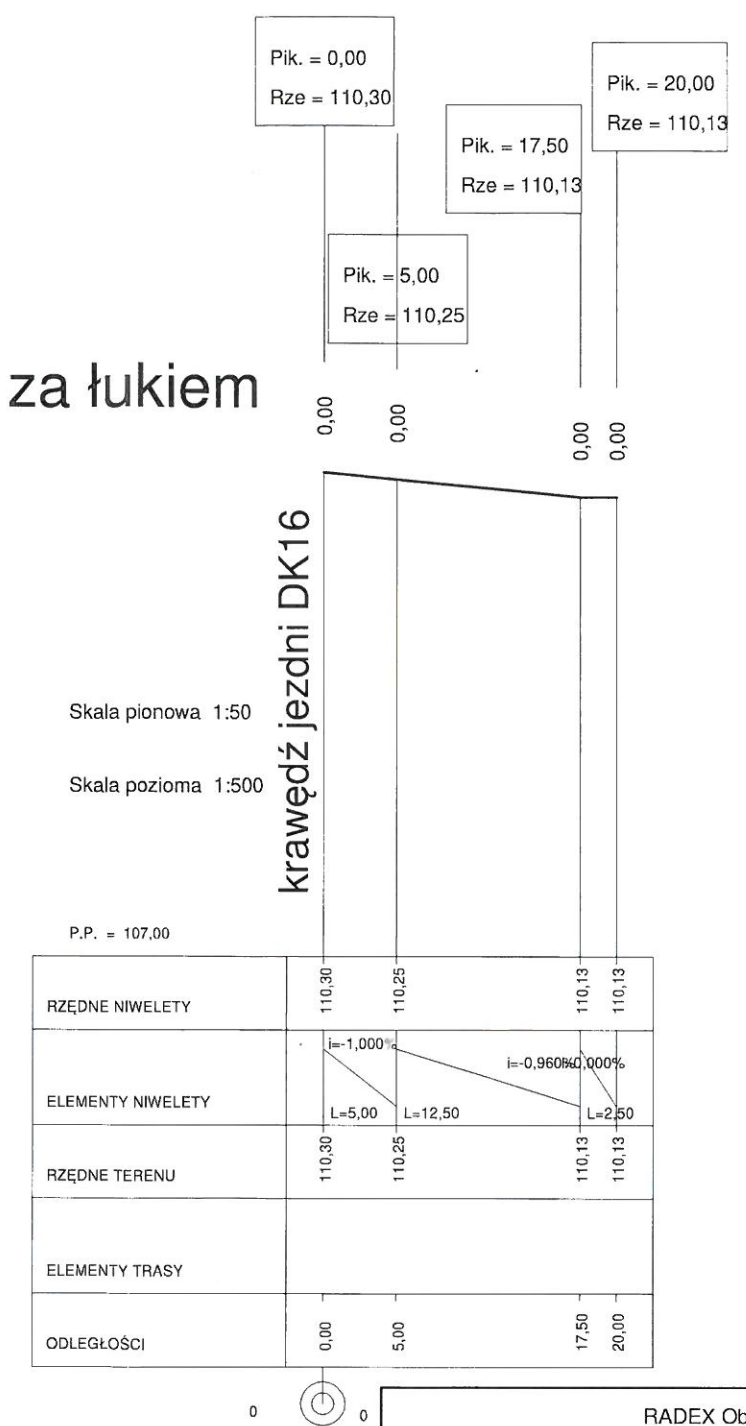 Pik. = 0,00
Rze = 110,30
Pik. = 20,00
Rze = 110,13
Pik. = 17,50
Rze = 110,13
Pik. = 5,00
Rze = 110,25
za łukiem
0,00
0,00
0,00
0,00
krawędź jezdni DK16
Skala pionowa 1:50
Skala pozioma 1:500
P.P. = 107,00
RZĘDNE NIWELETY
110,30
110,25
110,13
110,13
ELEMENTY NIWELETY
i=-1,000%
i=-0,960%
0,000%
L=5,00
L=12,50
L=2,50
RZĘDNE TERENU
110,30
110,25
110,13
110,13
ELEMENTY TRASY
ODLEGŁOŚCI
0,00
5,00
17,50
20,00
0
0
RADEX Ob